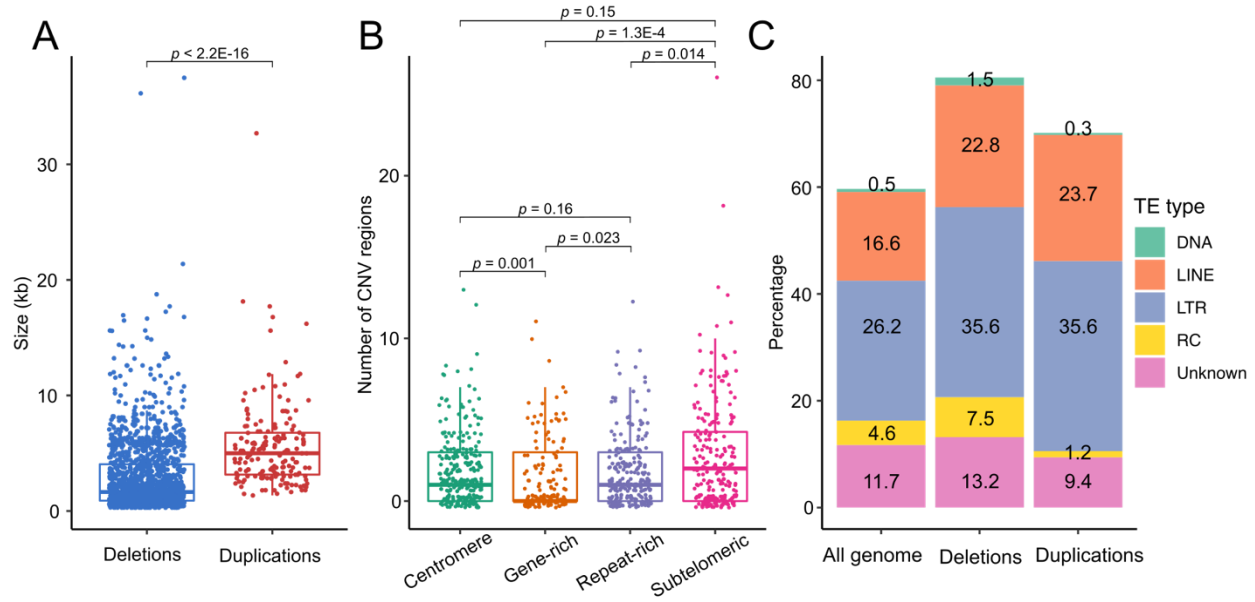 A
p < 2.2E-16
Size (kb)
30
20
10
0
Deletions
Duplications
B
p = 0.15
p = 1.3E-4
p = 0.014
p = 0.16
p = 0.023
p = 0.001
Number of CNV regions
20
10
0
Centromere
Gene-rich
Repeat-rich
Subtelomeric
C
Percentage
80
60
40
20
0
0.5
16.6
26.2
4.6
11.7
1.5
22.8
35.6
7.5
13.2
0.3
23.7
35.6
1.2
9.4
All genome
Deletions
Duplications
TE type
DNA
LINE
LTR
RC
Unknown